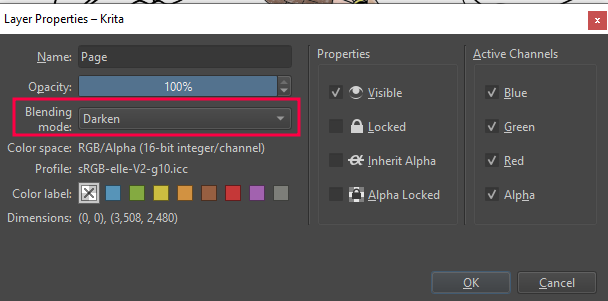 Layer Properties – Krita
x
Name: Page
Opacity: 100%
Blending mode: Darken
Color space: RGB/Alpha (16-bit integer/channel)
Profile: sRGB-elle-V2-g10.icc
Color label:
Dimensions: (0, 0), (3,508, 2,480)
Properties
Visible
Locked
Inherit Alpha
Alpha Locked
Active Channels
Blue
Green
Red
Alpha
OK
Cancel